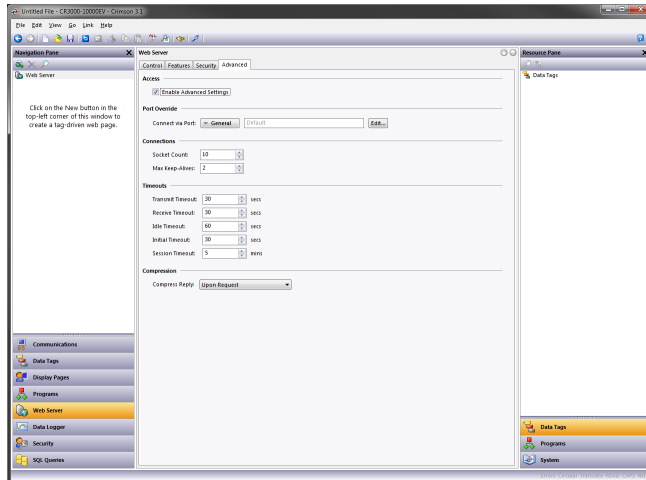 Untitled File - CR3000-10000EV - Crimson 3.1
File Edit View Go Link Help
Navigation Pane
Web Server
Click on the New button in the
top-left corner of this window to
create a tag-driven web page.
Communications
Data Tags
Display Pages
Programs
Web Server
Data Logger
Security
SQL Queries
Web Server
Control Features Security Advanced
Access
Enable Advanced Settings
Port Override
Connect via Port: General Default Edit...
Connections
Socket Count: 10
Max Keep-Alives: 2
Timeouts
Transmit Timeout: 30 secs
Receive Timeout: 30 secs
Idle Timeout: 60 secs
Initial Timeout: 30 secs
Session Timeout: 5 mins
Compression
Compress Reply: Upon Request
Resource Pane
Data Tags
Data Tags
Programs
System
Errors Circular Translate READ CAPS